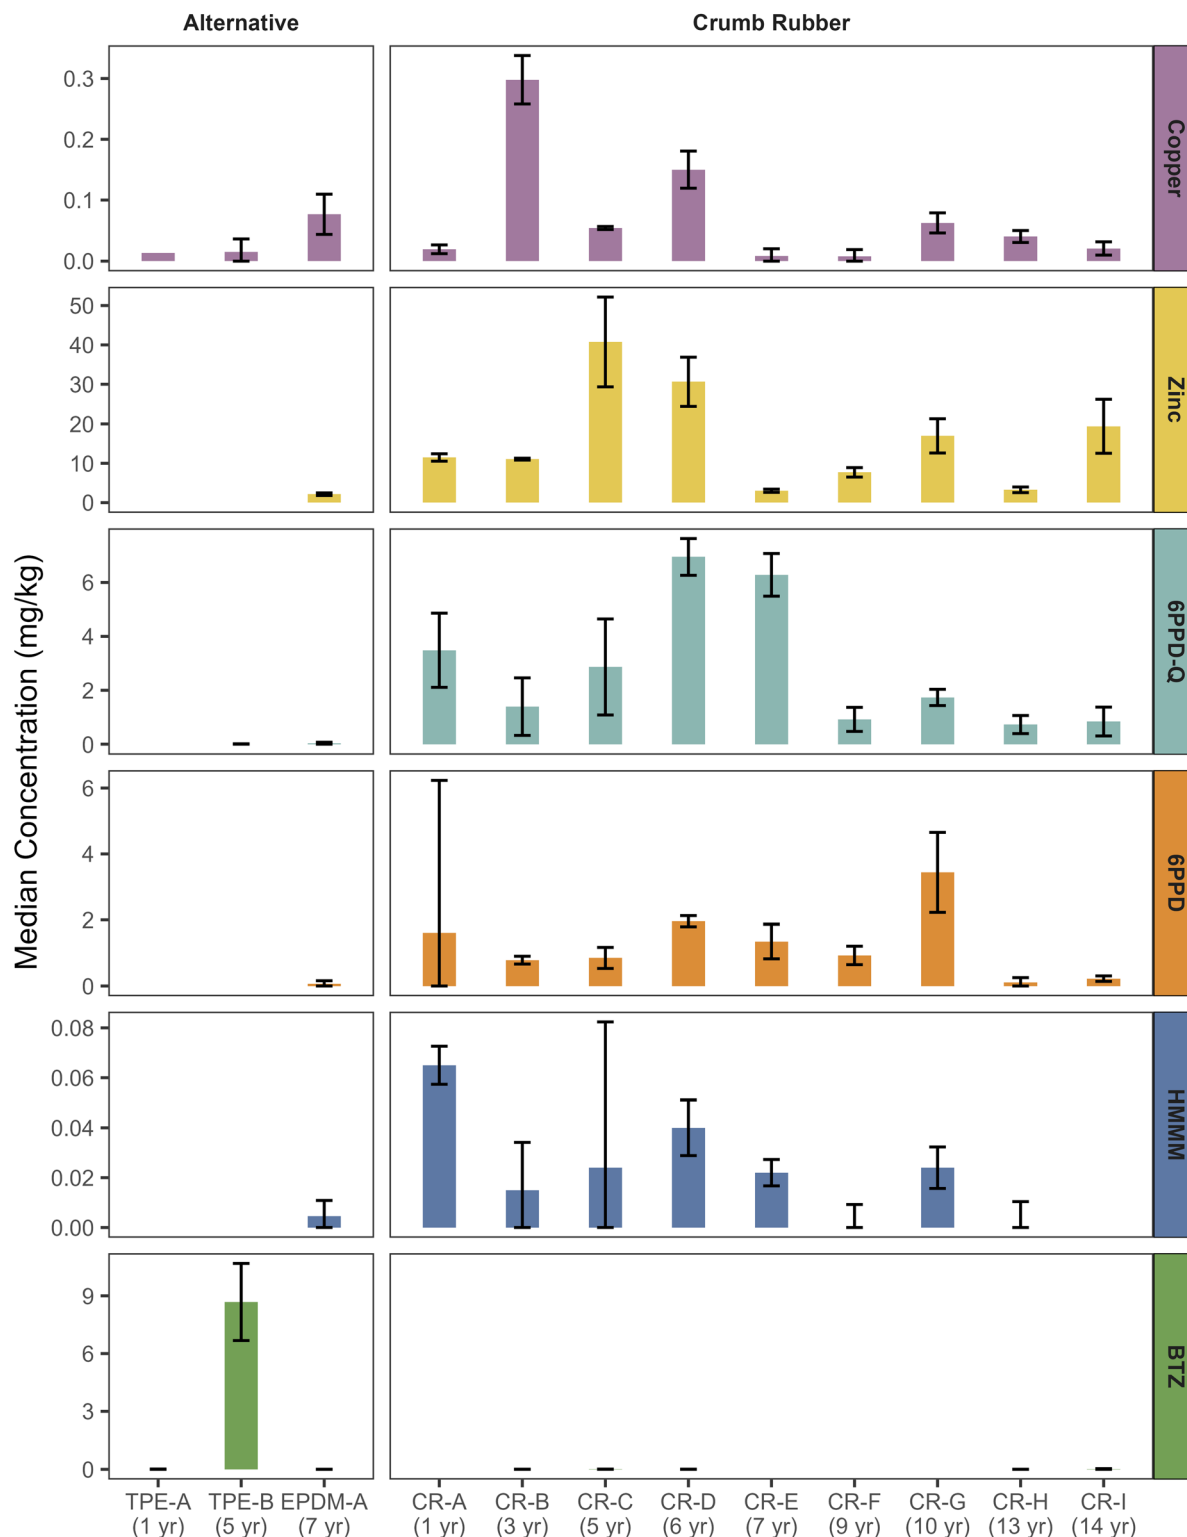 Alternative
Crumb Rubber
Median Concentration (mg/kg)
0.3
0.2
0.1
0.0
Copper
50
40
30
20
10
0
Zinc
6
4
2
0
6PPD-Q
6
4
2
0
6PPD
0.08
0.06
0.04
0.02
0.00
HMMM
9
6
3
0
BTZ
TPE-A TPE-B EPDM-A CR-A CR-B CR-C CR-D CR-E CR-F CR-G CR-H CR-I
(1 yr) (5 yr) (7 yr) (1 yr) (3 yr) (5 yr) (6 yr) (7 yr) (9 yr) (10 yr) (13 yr) (14 yr)